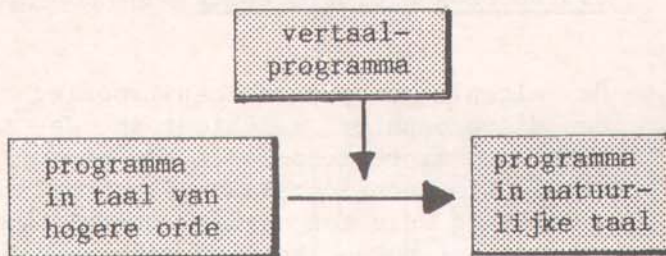 vertaal-
programma
programma
in taal van
hogere orde
programma
in natuur-
lijke taal